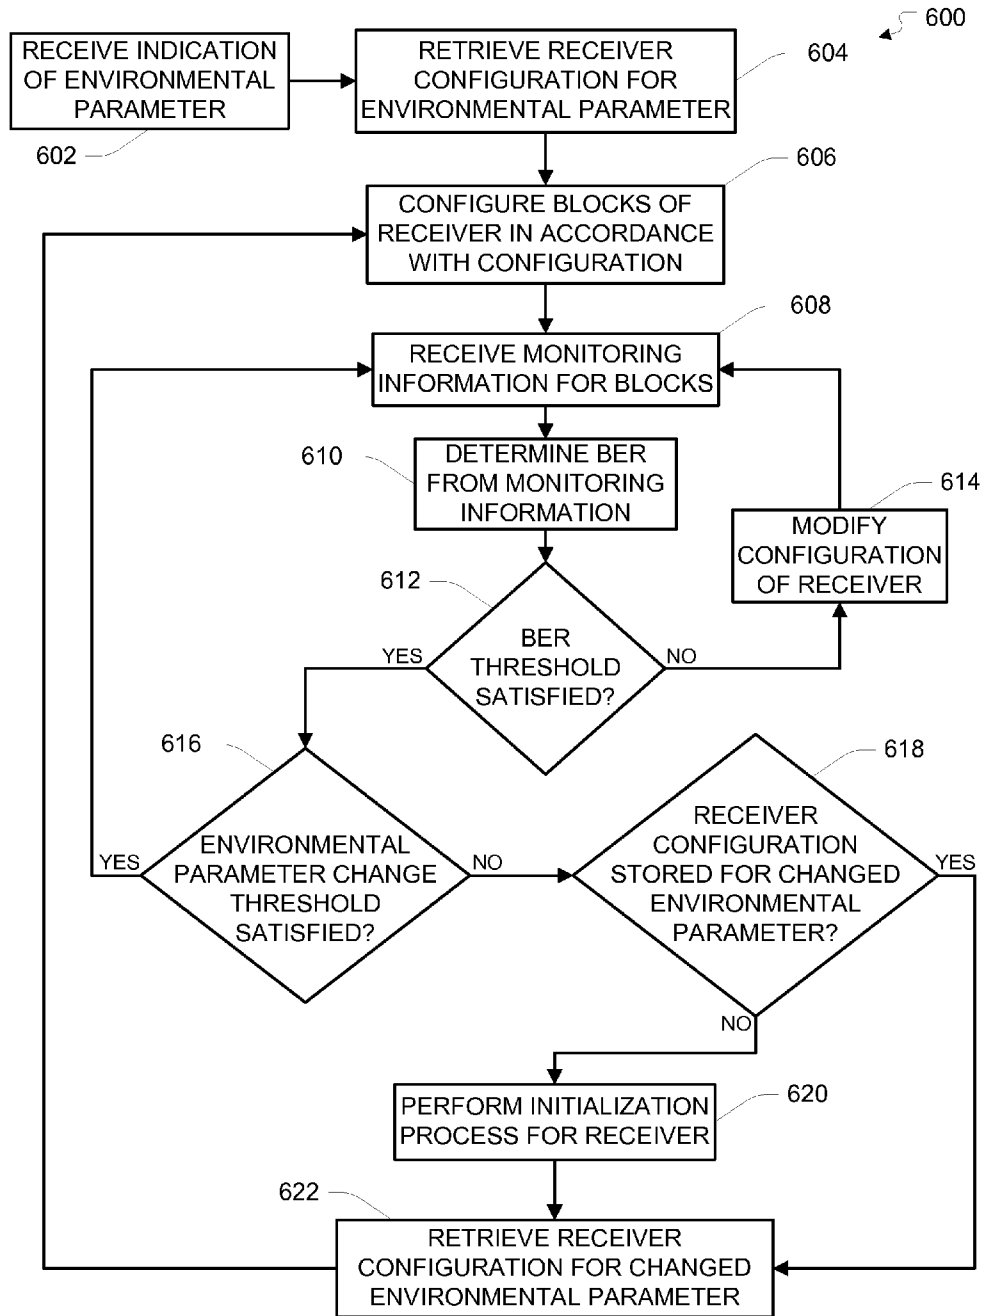 600
RECEIVE INDICATION
OF ENVIRONMENTAL
PARAMETER
602
RETRIEVE RECEIVER
CONFIGURATION FOR
ENVIRONMENTAL PARAMETER
604
606
CONFIGURE BLOCKS OF
RECEIVER IN ACCORDANCE
WITH CONFIGURATION
608
RECEIVE MONITORING
INFORMATION FOR BLOCKS
610
DETERMINE BER
FROM MONITORING
INFORMATION
614
MODIFY
CONFIGURATION
OF RECEIVER
612
BER
THRESHOLD
SATISFIED?
YES
NO
616
ENVIRONMENTAL
PARAMETER CHANGE
THRESHOLD
SATISFIED?
YES
NO
618
RECEIVER
CONFIGURATION
STORED FOR CHANGED
ENVIRONMENTAL
PARAMETER?
YES
NO
PERFORM INITIALIZATION
PROCESS FOR RECEIVER
620
622
RETRIEVE RECEIVER
CONFIGURATION FOR CHANGED
ENVIRONMENTAL PARAMETER